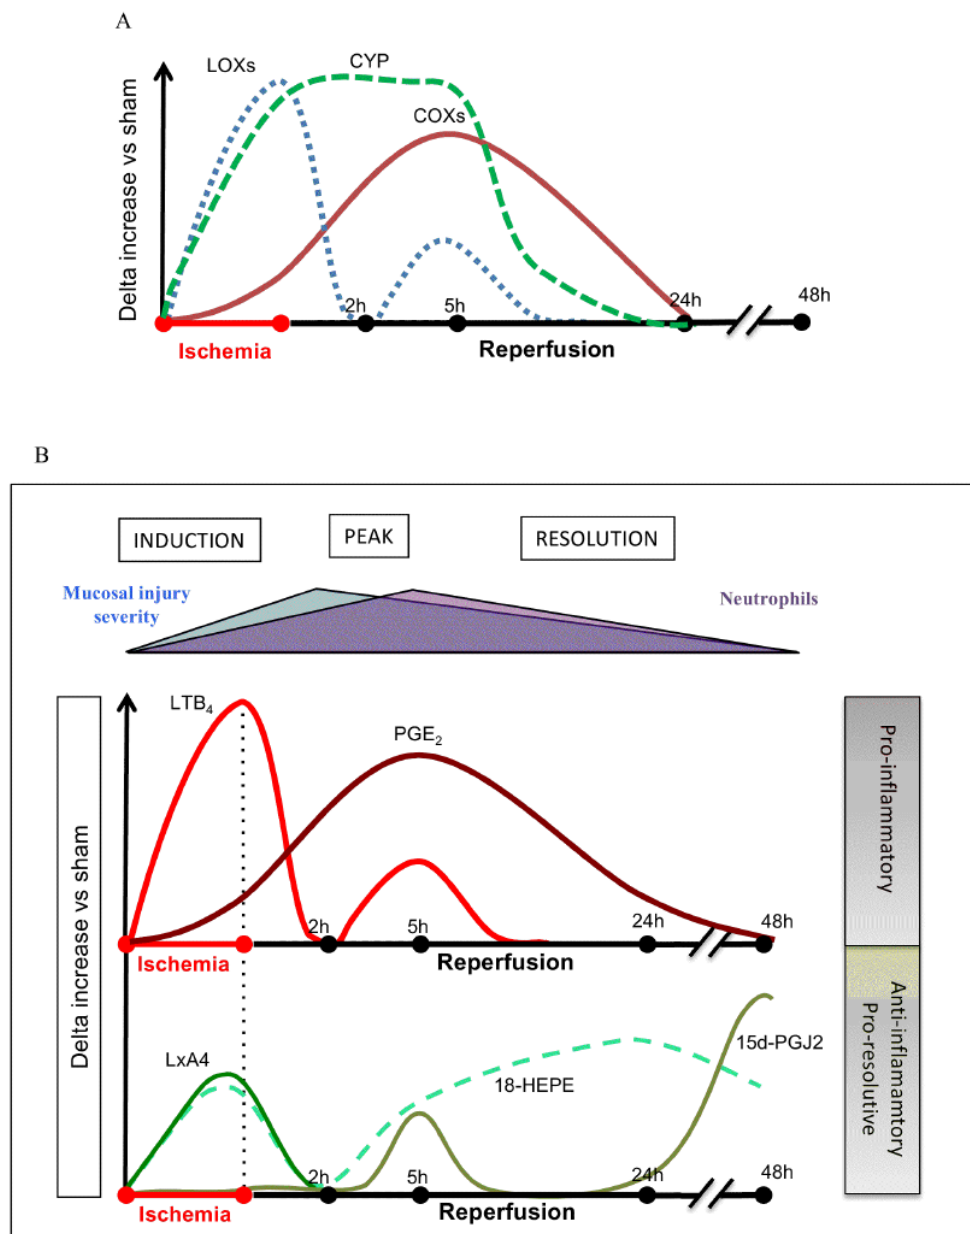 A
LOXs
CYP
COXs
Delta increase vs sham
2h
5h
24h
48h
Ischemia
Reperfusion
B
INDUCTION
PEAK
RESOLUTION
Mucosal injury
severity
Neutrophils
LTB4
PGE2
Delta increase vs sham
2h
5h
24h
48h
Ischemia
Reperfusion
Pro-inflammatory
LxA4
18-HEPE
15d-PGJ2
2h
5h
24h
48h
Ischemia
Reperfusion
Anti-inflamamtory
Pro-resolutive